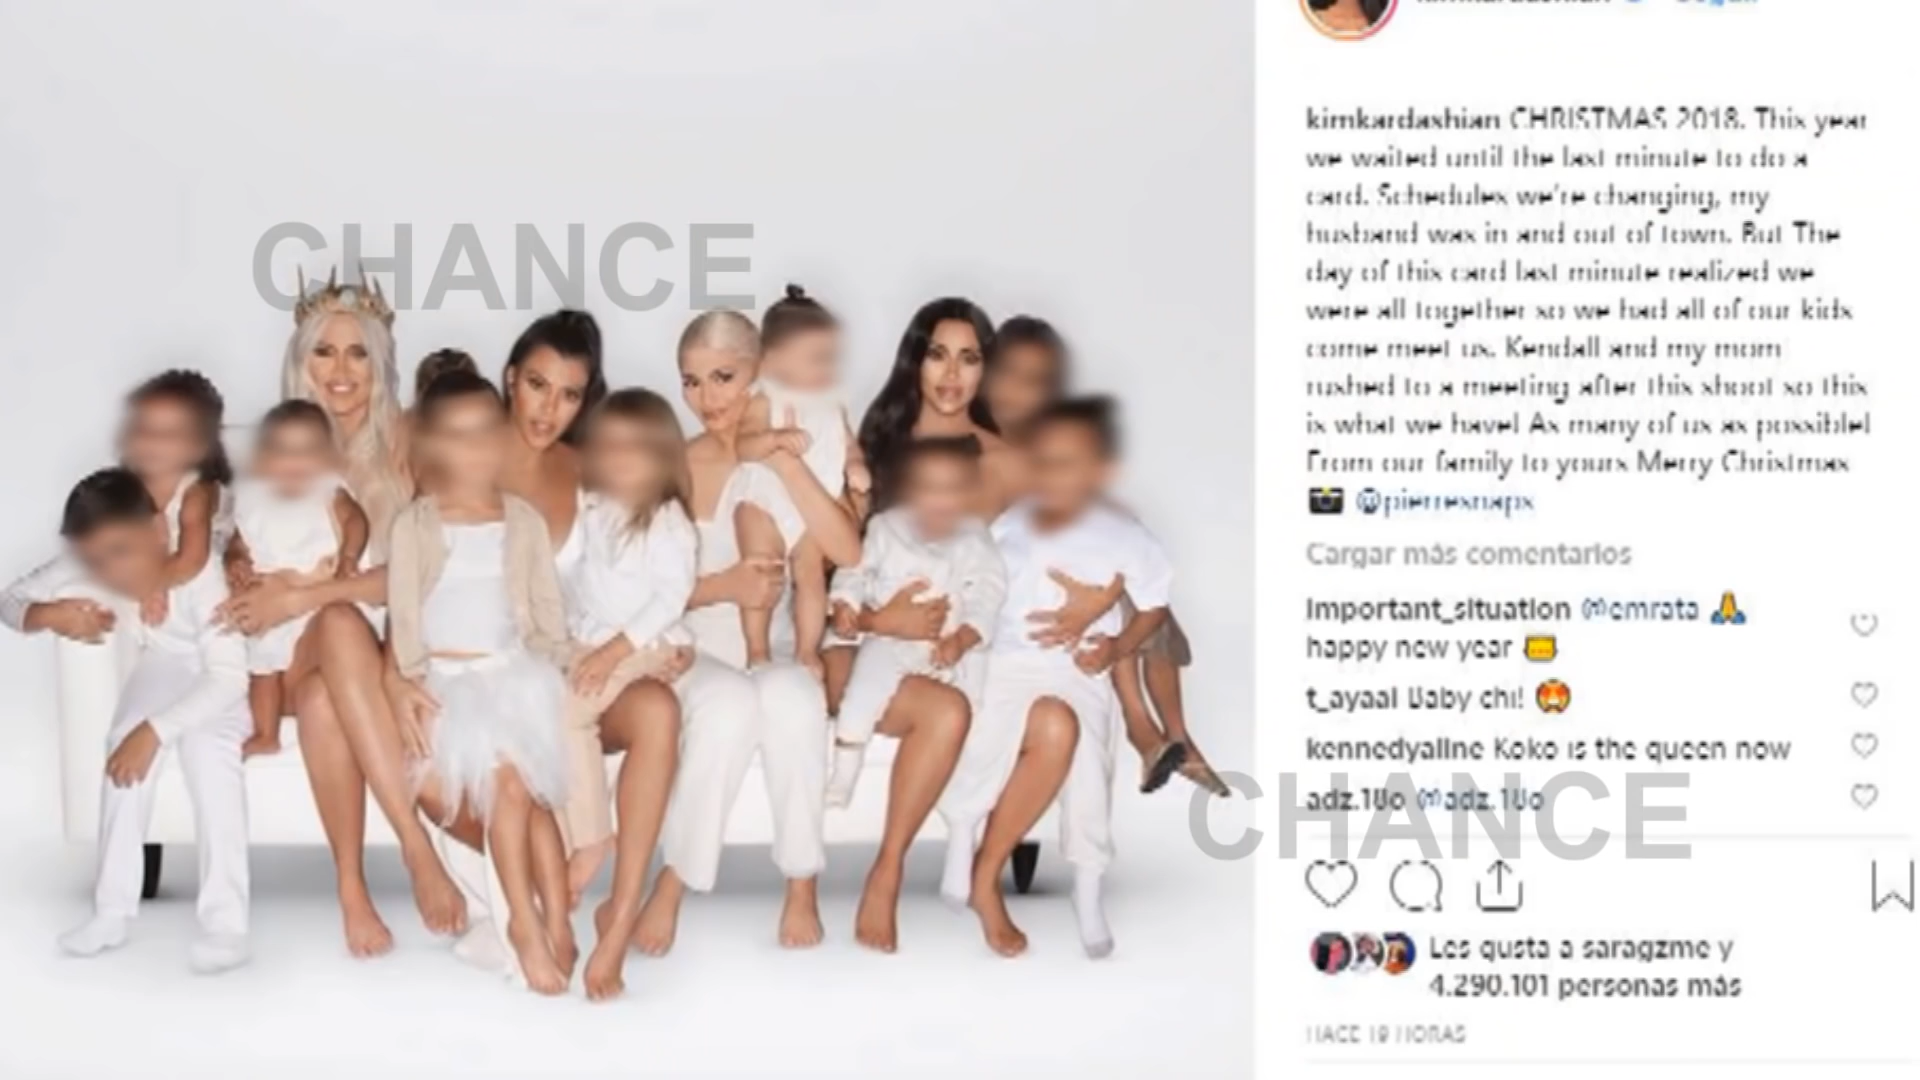 CHANCE
kimkardashian
kimkardashian CHRISTMAS 2018. This year
we waited until the last minute to do a
card. Schedules we're changing, my
husband was in and out of town. But The
day of this card last minute realized we
were all together so we had all of our kids
come meet us. Kendall and my mom
rushed to a meeting after this shoot so this
is what we have! As many of us as possible!
From our family to yours Merry Christmas
📷 @pierresnaps
Cargar más comentarios
important_situation @emrata 🙏
happy new year
t_ayaal Baby chi! 😍
kennedyaline Koko is the queen now
CHANCE
Les gusta a saragzme y
4.290.101 personas más
HACE 19 HORAS